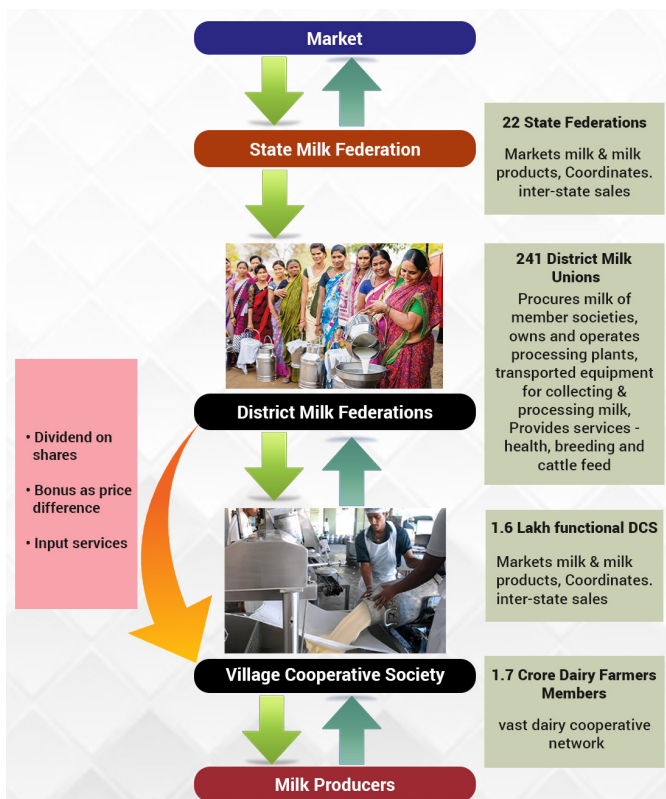 Market
State Milk Federation
22 State Federations
Markets milk & milk
products, Coordinates.
inter-state sales
241 District Milk
Unions
Procures milk of
member societies,
owns and operates
processing plants,
transported equipment
for collecting &
processing milk,
Provides services -
health, breeding and
cattle feed
District Milk Federations
• Dividend on
shares
• Bonus as price
difference
• Input services
1.6 Lakh functional DCS
Markets milk & milk
products, Coordinates.
inter-state sales
Village Cooperative Society
1.7 Crore Dairy Farmers
Members
vast dairy cooperative
network
Milk Producers